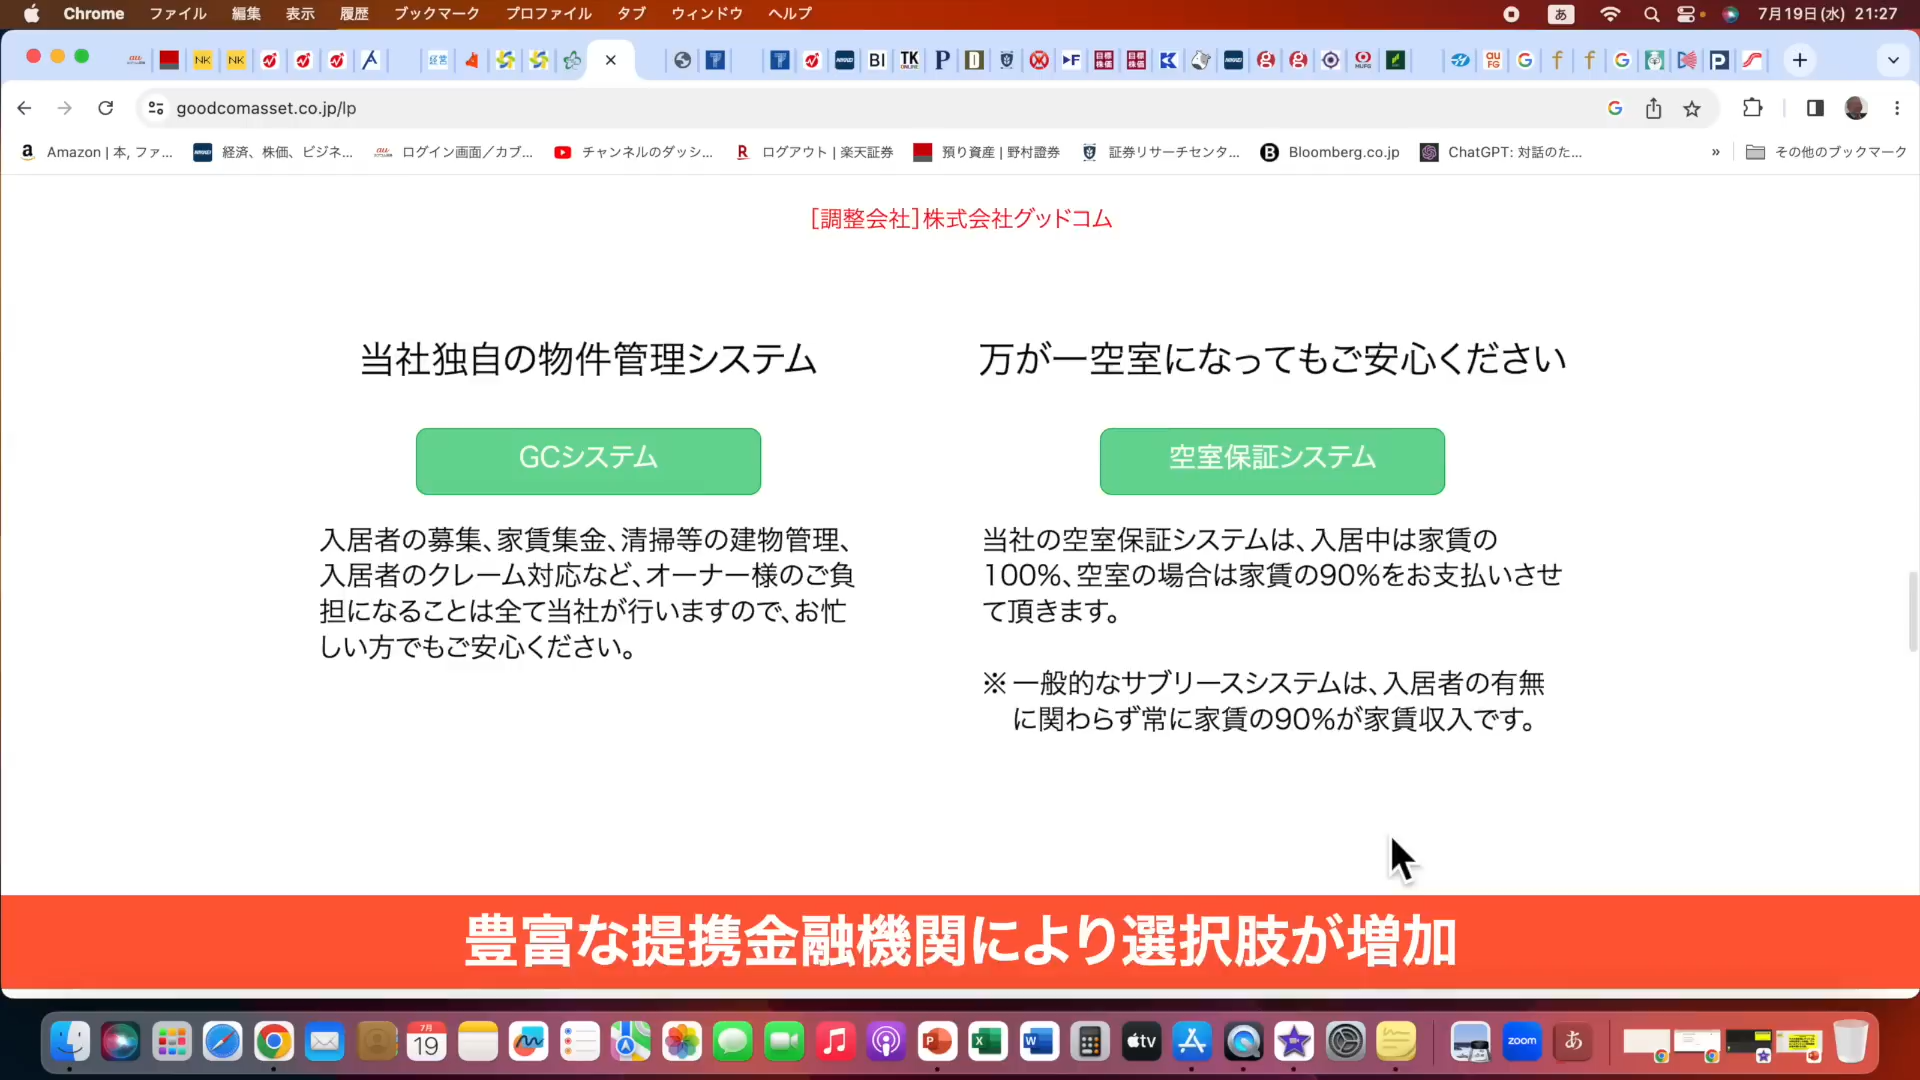 Chrome ファイル 編集 表示 履歴 ブックマーク プロファイル タブ ウィンドウ ヘルプ あ 7月19日(水) 21:27
NK NK 経営 BI TK P F au FG G f f G P
goodcomasset.co.jp/lp
Amazon | 本, ファ... 経済、株価、ビジネ... ログイン画面／カブ... チャンネルのダッシ... ログアウト | 楽天証券 預り資産 | 野村證券 証券リサーチセンタ... Bloomberg.co.jp ChatGPT: 対話のた... » その他のブックマーク
[調整会社]株式会社グッドコム
当社独自の物件管理システム
GCシステム
入居者の募集、家賃集金、清掃等の建物管理、
入居者のクレーム対応など、オーナー様のご負
担になることは全て当社が行いますので、お忙
しい方でもご安心ください。
万が一空室になってもご安心ください
空室保証システム
当社の空室保証システムは、入居中は家賃の
100%、空室の場合は家賃の90%をお支払いさせ
て頂きます。
※一般的なサブリースシステムは、入居者の有無
に関わらず常に家賃の90%が家賃収入です。
豊富な提携金融機関により選択肢が増加
7月
19
tv
zoom
あ